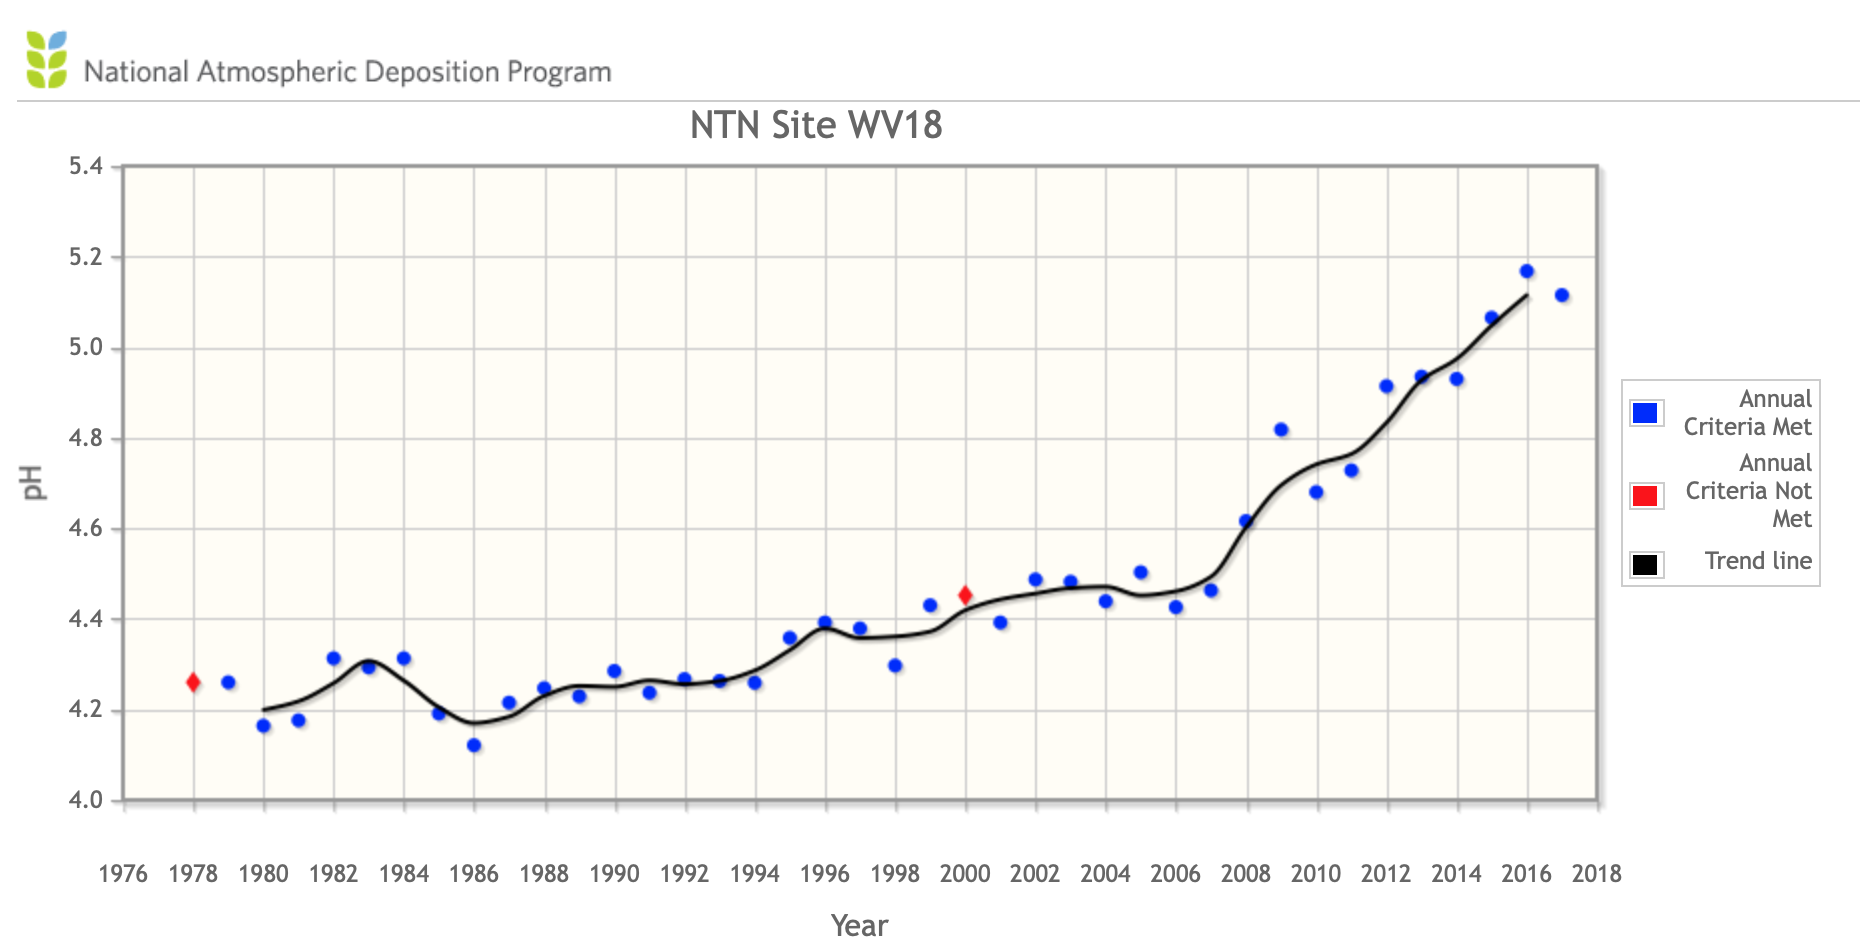 National Atmospheric Deposition Program
NTN Site WV18
5.4
5.2
5.0
4.8
4.6
4.4
4.2
4.0
pH
1976 1978 1980 1982 1984 1986 1988 1990 1992 1994 1996 1998 2000 2002 2004 2006 2008 2010 2012 2014 2016 2018
Year
Annual
Criteria Met
Annual
Criteria Not
Met
Trend line